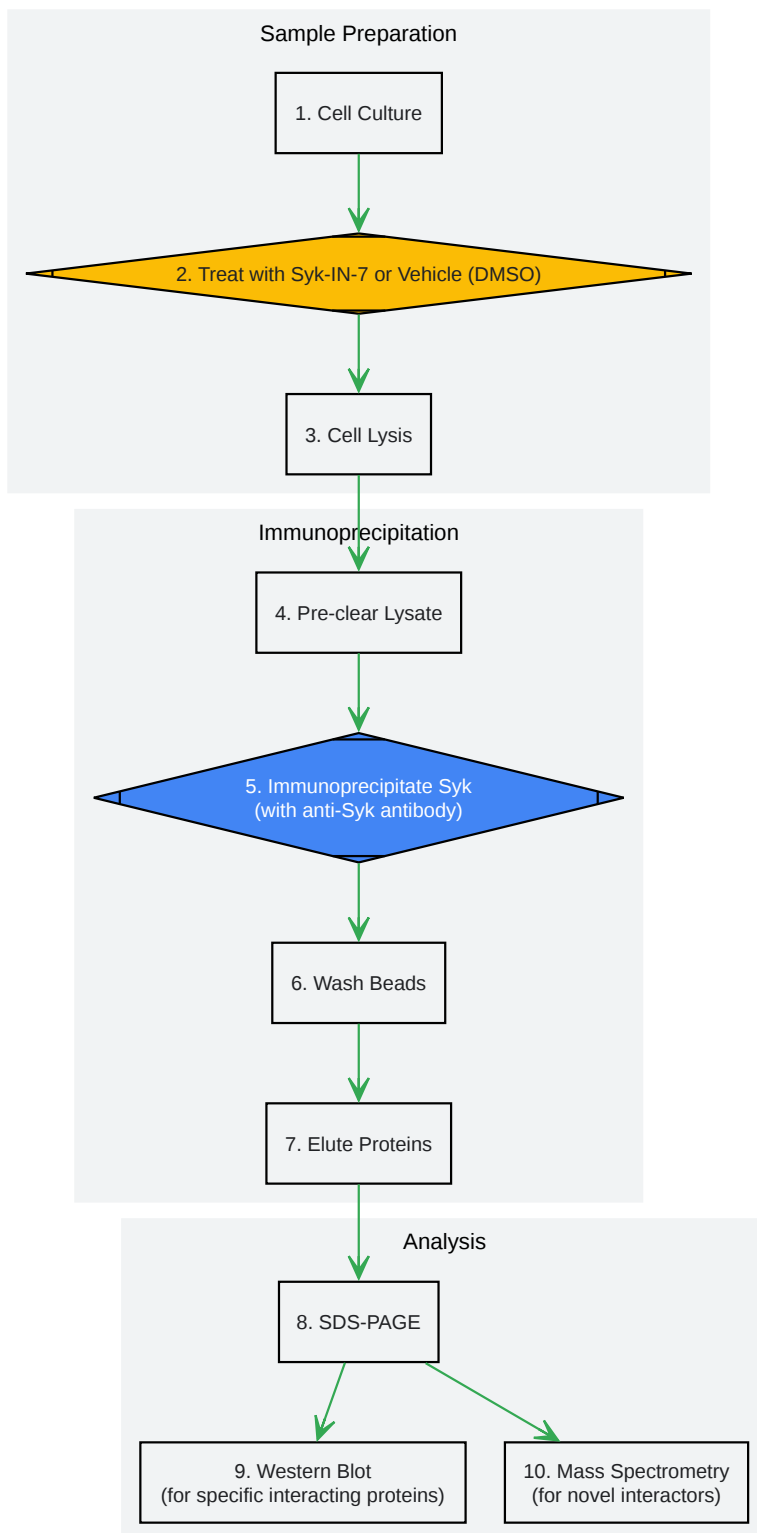 Sample Preparation
1. Cell Culture
2. Treat with Syk-IN-7 or Vehicle (DMSO)
3. Cell Lysis
Immunoprecipitation
4. Pre-clear Lysate
5. Immunoprecipitate Syk
(with anti-Syk antibody)
6. Wash Beads
7. Elute Proteins
Analysis
8. SDS-PAGE
9. Western Blot
(for specific interacting proteins)
10. Mass Spectrometry
(for novel interactors)